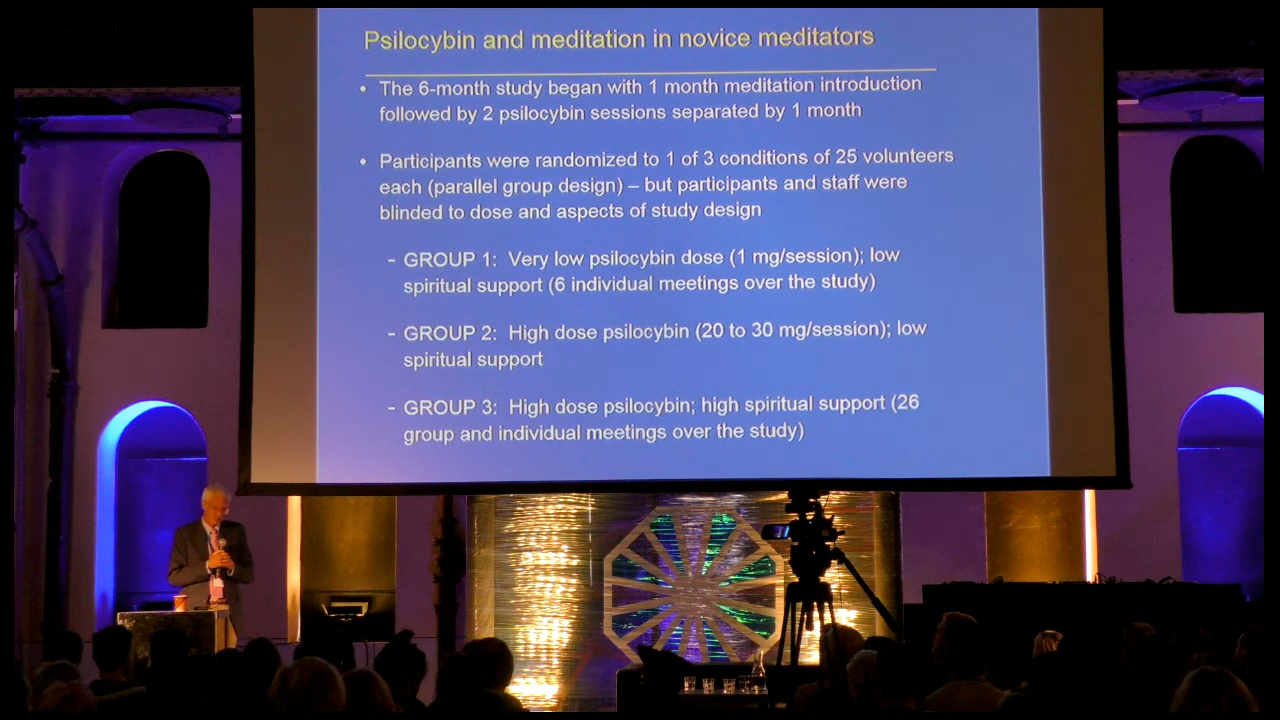 Psilocybin and meditation in novice meditators
• The 6-month study began with 1 month meditation introduction
followed by 2 psilocybin sessions separated by 1 month
• Participants were randomized to 1 of 3 conditions of 25 volunteers
each (parallel group design) – but participants and staff were
blinded to dose and aspects of study design
- GROUP 1: Very low psilocybin dose (1 mg/session); low
spiritual support (6 individual meetings over the study)
- GROUP 2: High dose psilocybin (20 to 30 mg/session); low
spiritual support
- GROUP 3: High dose psilocybin; high spiritual support (26
group and individual meetings over the study)